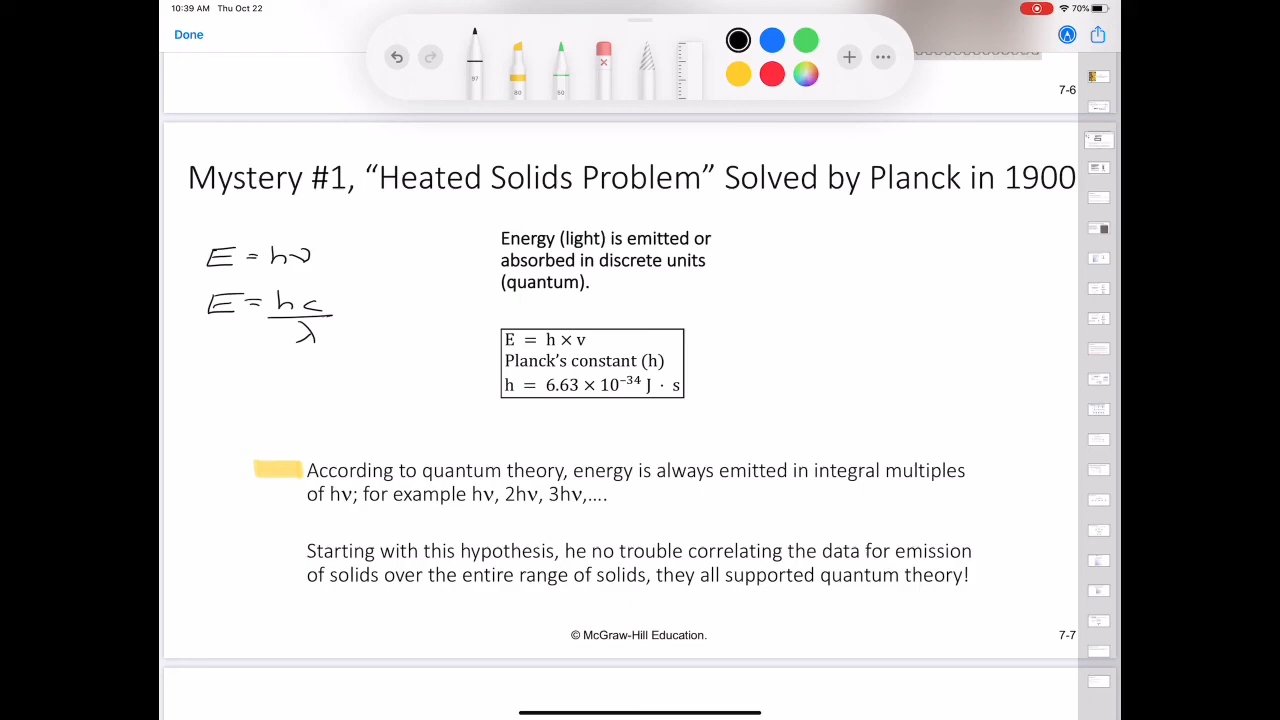 10:39 AM Thu Oct 22
70%
Done
97
80
50
7-6
Mystery #1, “Heated Solids Problem” Solved by Planck in 1900
E = hν
E = hc
λ
Energy (light) is emitted or
absorbed in discrete units
(quantum).
E = h × v
Planck’s constant (h)
h = 6.63 × 10⁻³⁴ J · s
According to quantum theory, energy is always emitted in integral multiples
of hν; for example hν, 2hν, 3hν,....
Starting with this hypothesis, he no trouble correlating the data for emission
of solids over the entire range of solids, they all supported quantum theory!
© McGraw-Hill Education.
7-7